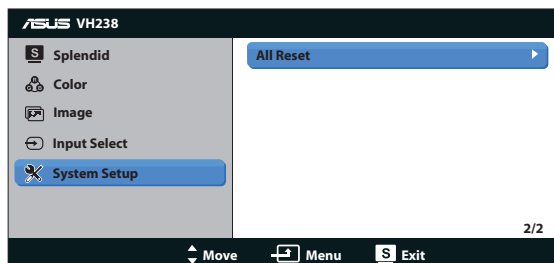 ASUS VH238
S Splendid
Color
Image
Input Select
System Setup
All Reset
2/2
Move Menu S Exit